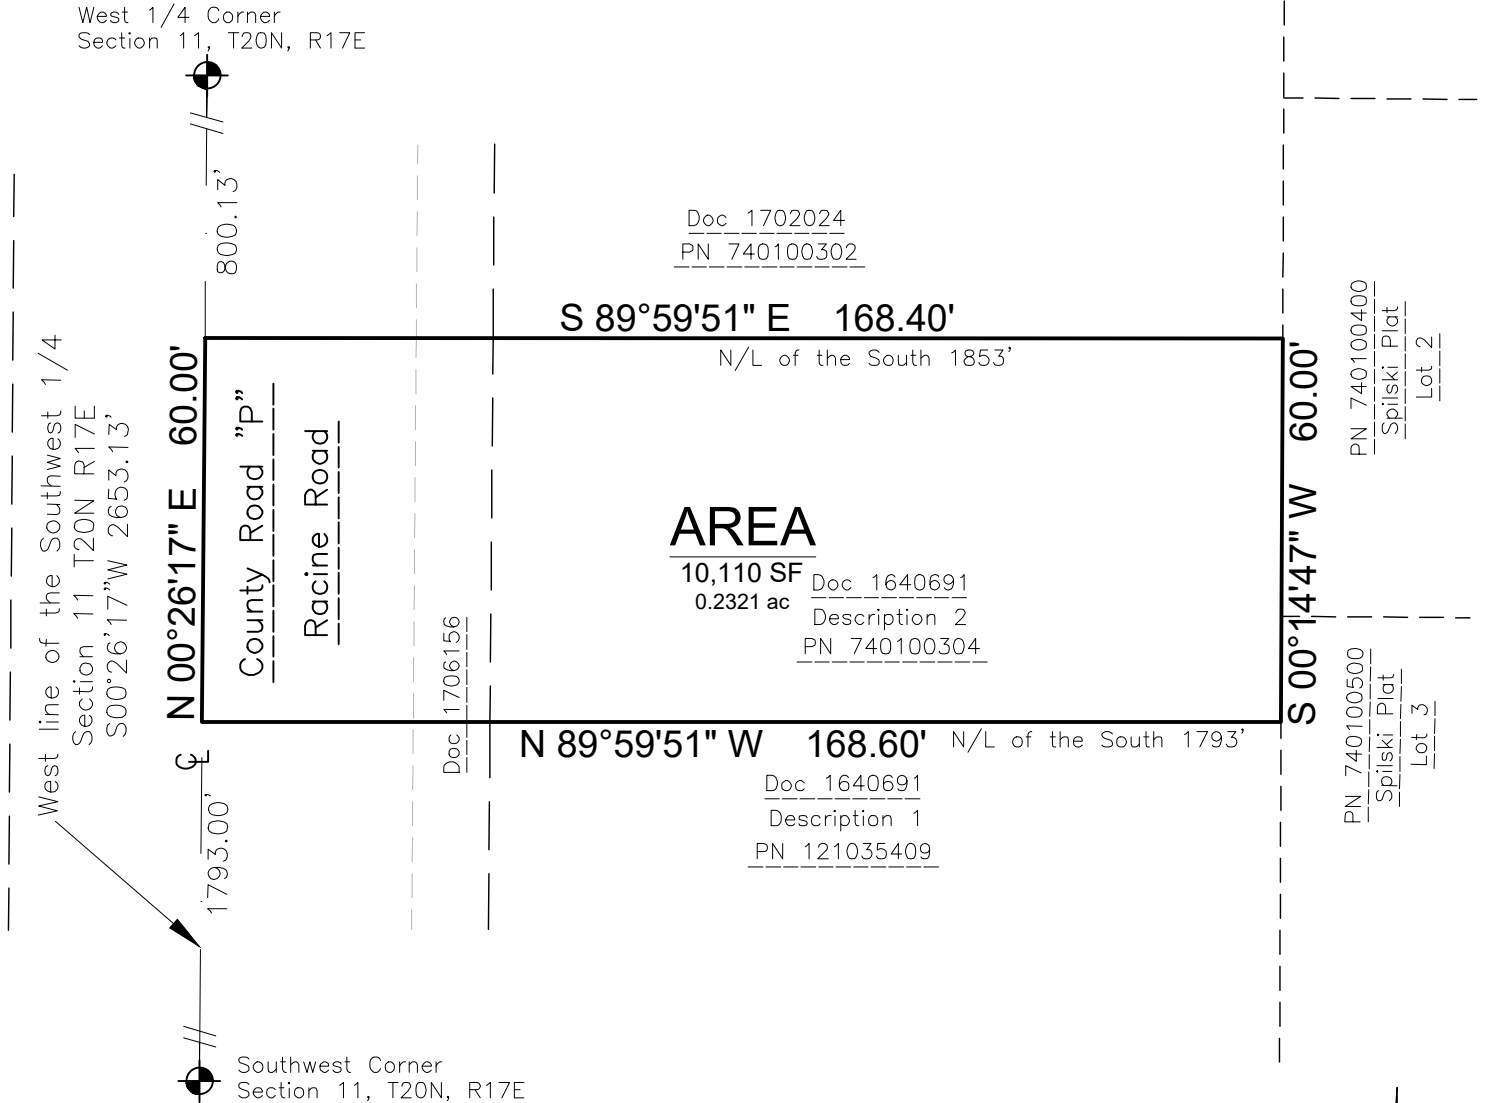 West 1/4 Corner
Section 11, T20N, R17E
800.13'
Doc 1702024
PN 740100302
S 89°59'51" E 168.40'
N/L of the South 1853'
West line of the Southwest 1/4
Section 11 T20N R17E
S00°26'17"W 2653.13'
N 00°26'17" E 60.00'
County Road "P"
Racine Road
AREA
10,110 SF
0.2321 ac
Doc 1640691
Description 2
PN 740100304
S 00°14'47" W 60.00'
PN 740100400
Spilski Plat
Lot 2
PN 740100500
Spilski Plat
Lot 3
Doc 1706156
N 89°59'51" W 168.60'
N/L of the South 1793'
Doc 1640691
Description 1
PN 121035409
℄
1793.00'
Southwest Corner
Section 11, T20N, R17E